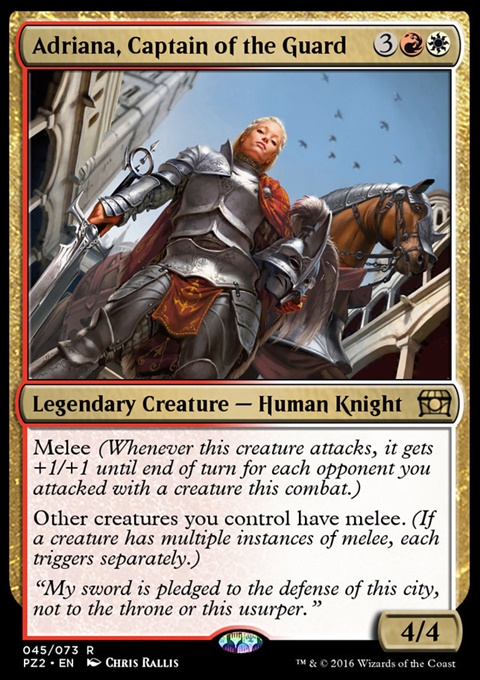 Adriana, Captain of the Guard 3
Legendary Creature — Human Knight
Melee (Whenever this creature attacks, it gets
+1/+1 until end of turn for each opponent you
attacked with a creature this combat.)
Other creatures you control have melee. (If
a creature has multiple instances of melee, each
triggers separately.)
“My sword is pledged to the defense of this city,
not to the throne or this usurper.”
4/4
045/073 R
PZ2 • EN Chris Rallis
™ & © 2016 Wizards of the Coast